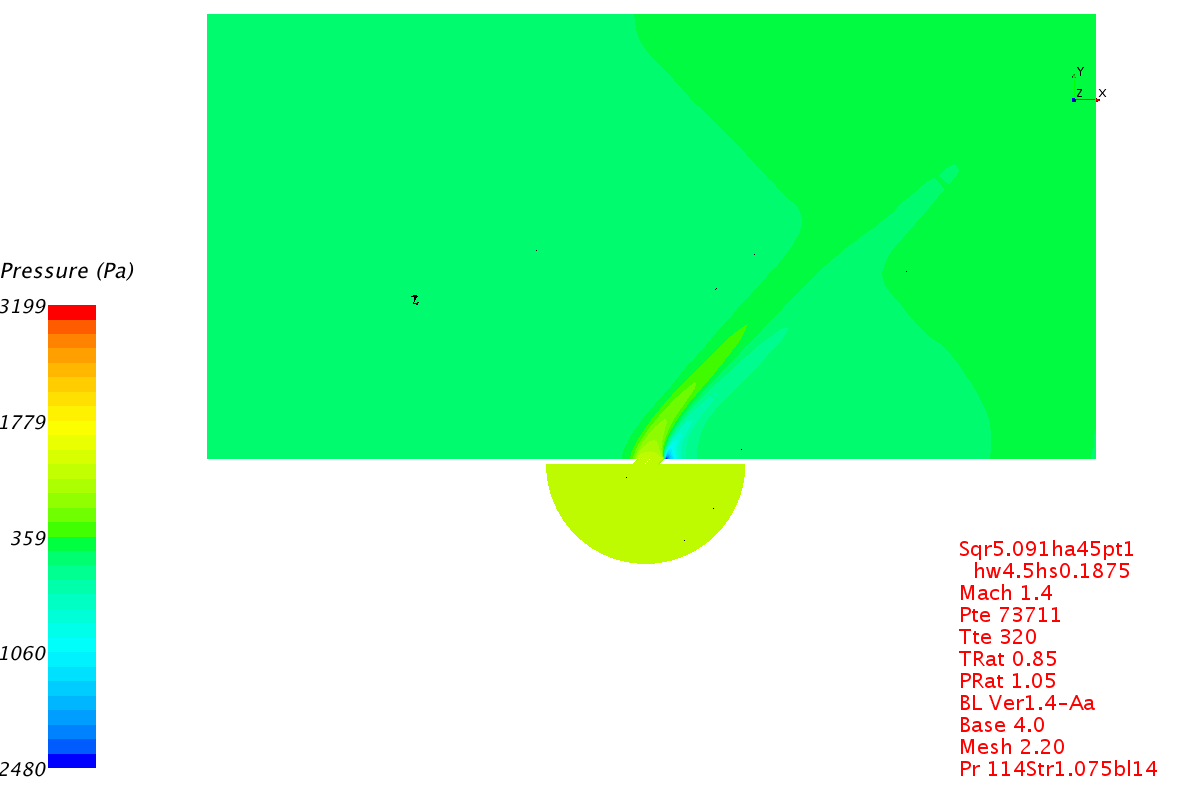 Y
Z X
Pressure (Pa)
3199
1779
359
1060
2480
Sqr5.091ha45pt1
hw4.5hs0.1875
Mach 1.4
Pte 73711
Tte 320
TRat 0.85
PRat 1.05
BL Ver1.4-Aa
Base 4.0
Mesh 2.20
Pr 114Str1.075bl14